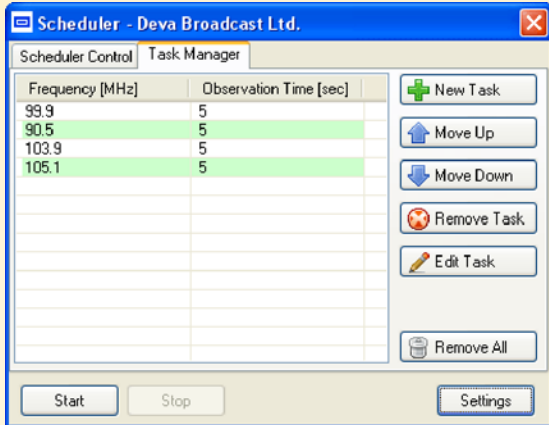 Scheduler - Deva Broadcast Ltd.
Scheduler Control Task Manager
Frequency [MHz] Observation Time [sec]
99.9 5
90.5 5
103.9 5
105.1 5
New Task
Move Up
Move Down
Remove Task
Edit Task
Remove All
Start Stop Settings